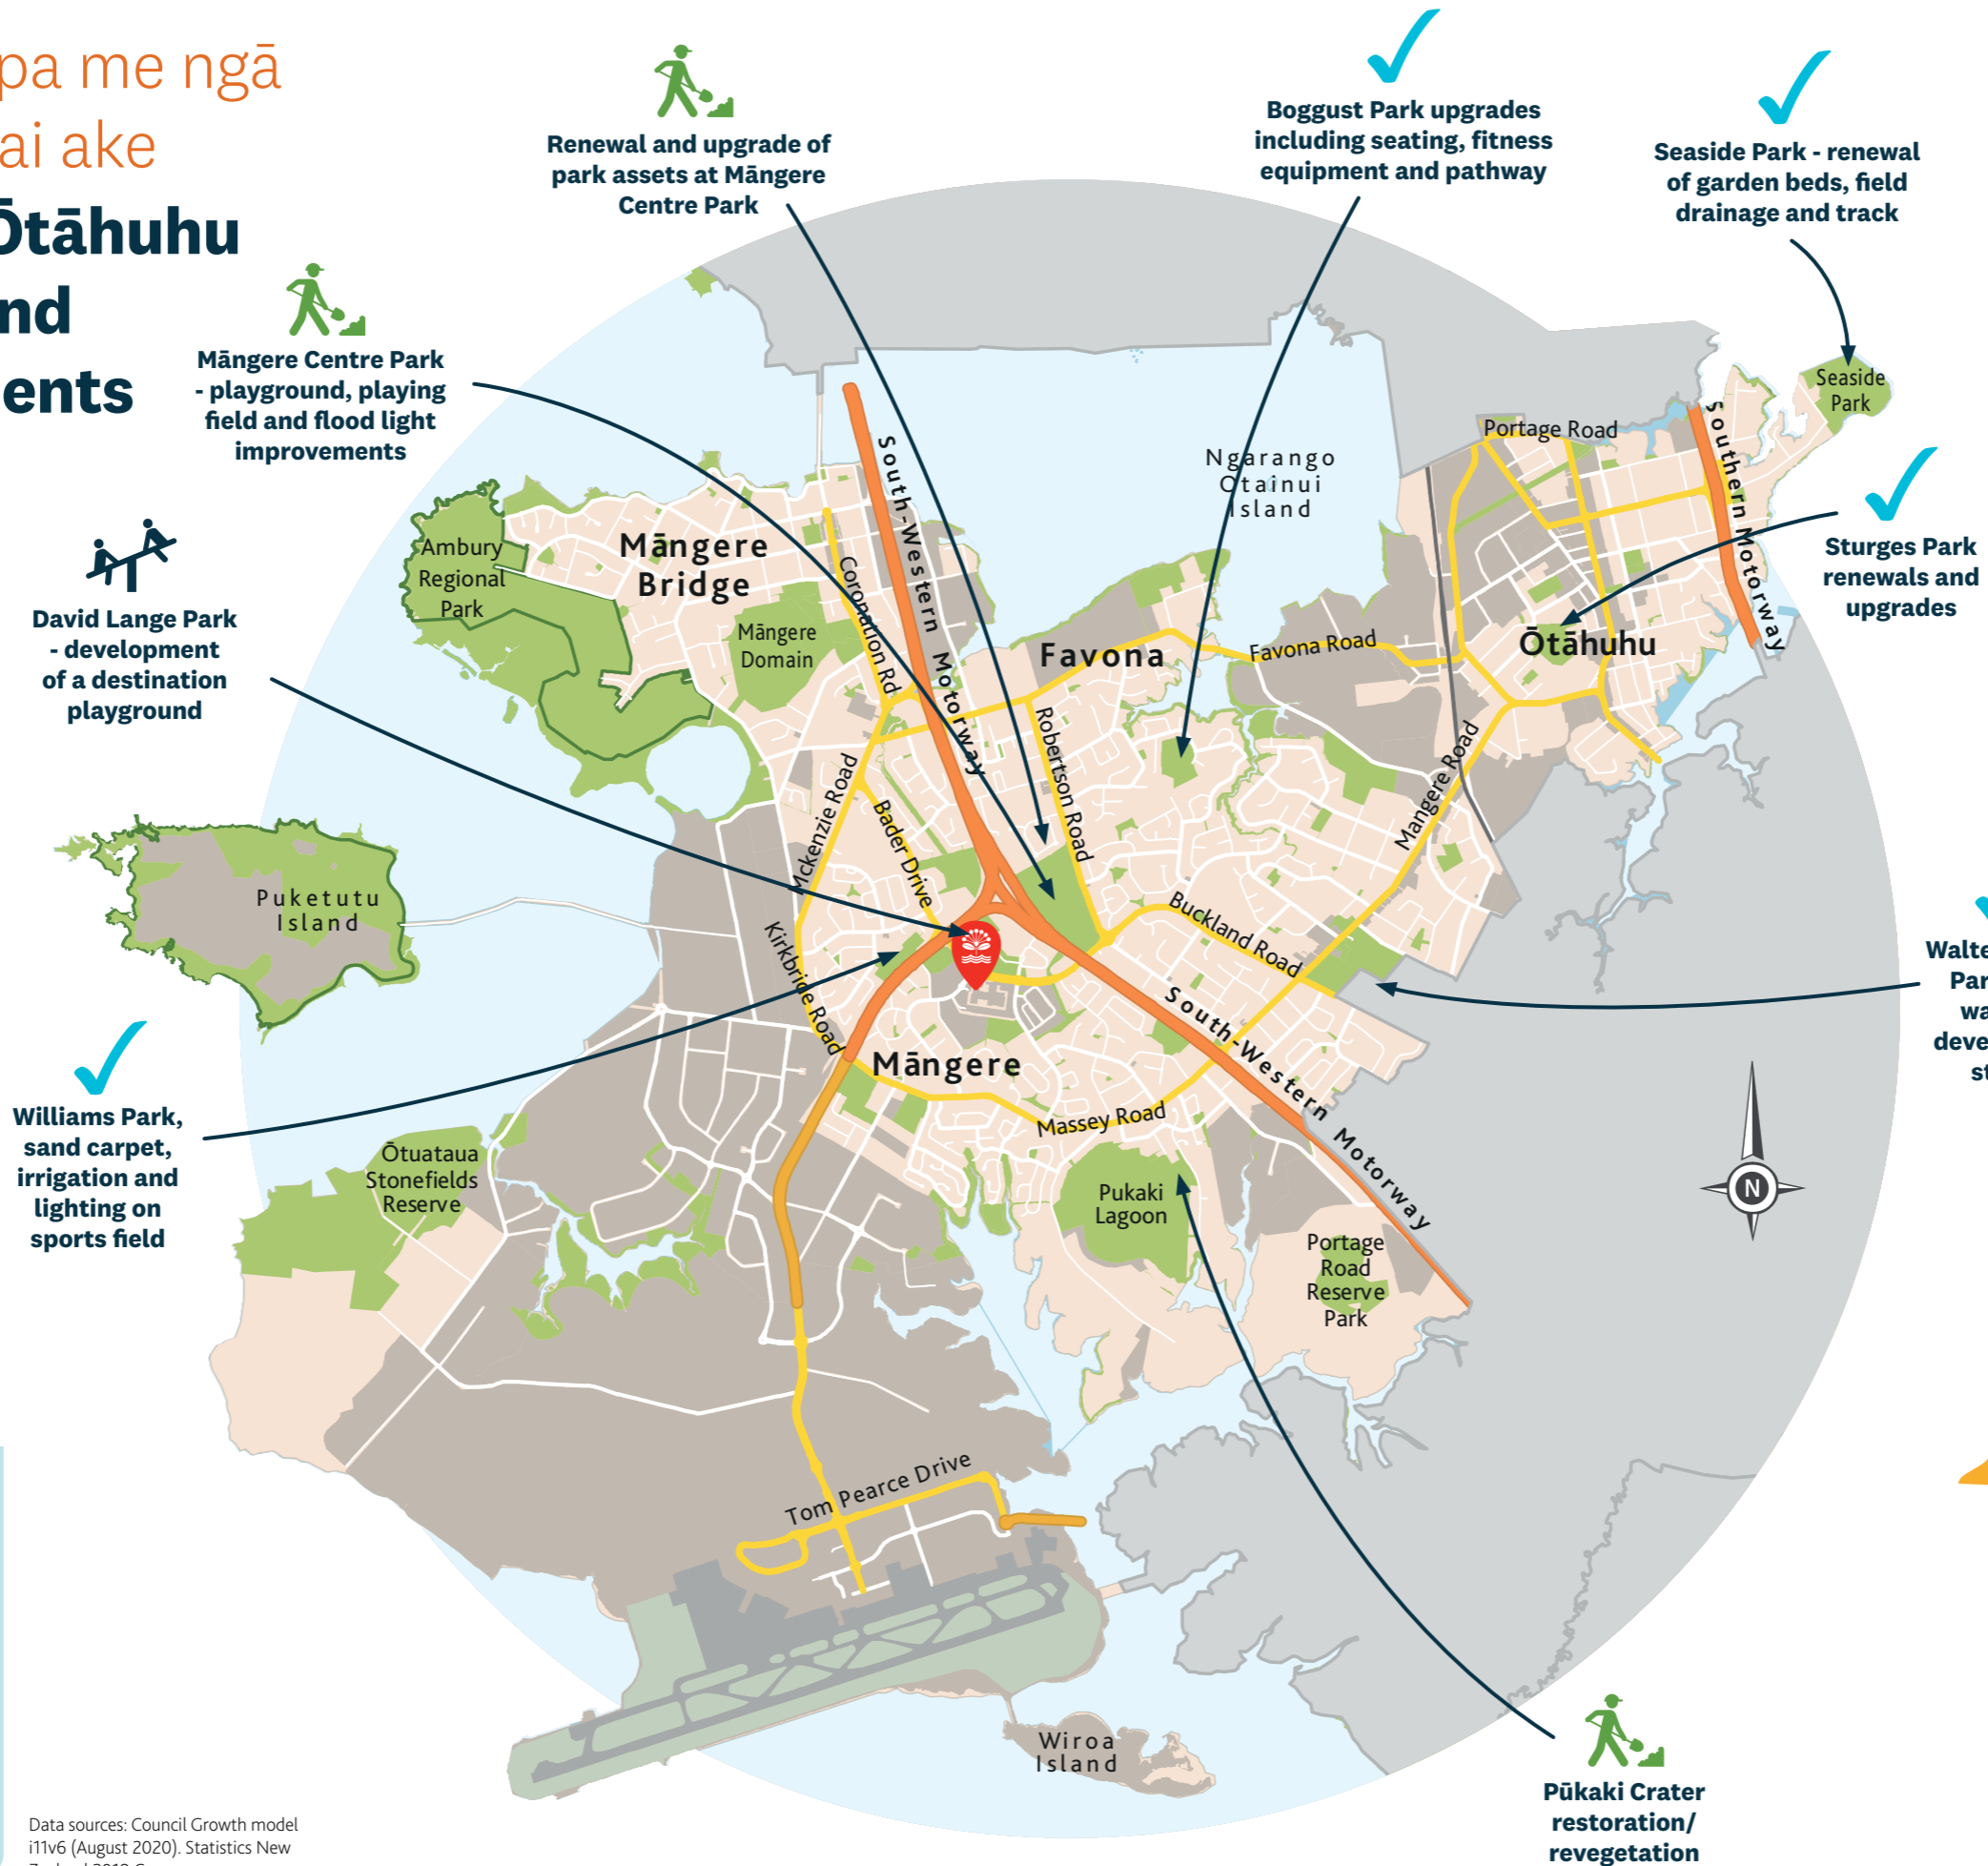 pa me ngā
ai ake
Ōtāhuhu
nd
ents
Renewal and upgrade of
park assets at Māngere
Centre Park
Boggust Park upgrades
including seating, fitness
equipment and pathway
Seaside Park - renewal
of garden beds, field
drainage and track
Māngere Centre Park
- playground, playing
field and flood light
improvements
David Lange Park
- development
of a destination
playground
Sturges Park
renewals and
upgrades
Williams Park,
sand carpet,
irrigation and
lighting on
sports field
Walte
Par
wa
deve
st
Pūkaki Crater
restoration/
revegetation
Seaside
Park
Portage Road
Southern Motorway
Ngarango
Otainui
Island
South-Western Motorway
Ambury
Regional
Park
Māngere
Bridge
Māngere
Domain
Coronation Rd
Favona
Favona Road
Ōtāhuhu
Robertson Road
Mangere Road
Mckenzie Road
Bader Drive
Puketutu
Island
Kirkbride Road
Buckland Road
South-Western Motorway
Māngere
Massey Road
Ōtuataua
Stonefields
Reserve
Pukaki
Lagoon
Portage
Road
Reserve
Park
N
Tom Pearce Drive
Wiroa
Island
Data sources: Council Growth model
i11v6 (August 2020). Statistics New